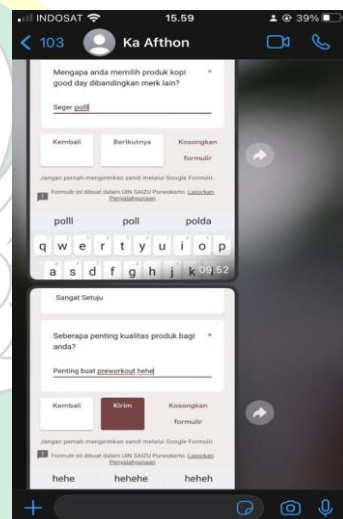 INDOSAT 15.59 39%
103 Ka Afthon
Mengapa anda memilih produk kopi *
good day dibandingkan merk lain?
Seger polll
Kembali Berikutnya Kosongkan
formulir
Jangan pernah mengirimkan sandi melalui Google Formulir.
Formulir ini dibuat dalam UIN SAIZU Purwokerto. Laporkan
Penyalahgunaan
polll poll polda
q w e r t y u i o p
a s d f g h j k
09.52
Sangat Setuju
Seberapa penting kualitas produk bagi *
anda?
Penting buat preworkout hehe
Kembali Kirim Kosongkan
formulir
Jangan pernah mengirimkan sandi melalui Google Formulir.
Formulir ini dibuat dalam UIN SAIZU Purwokerto. Laporkan
Penyalahgunaan
hehe hehehe heheh